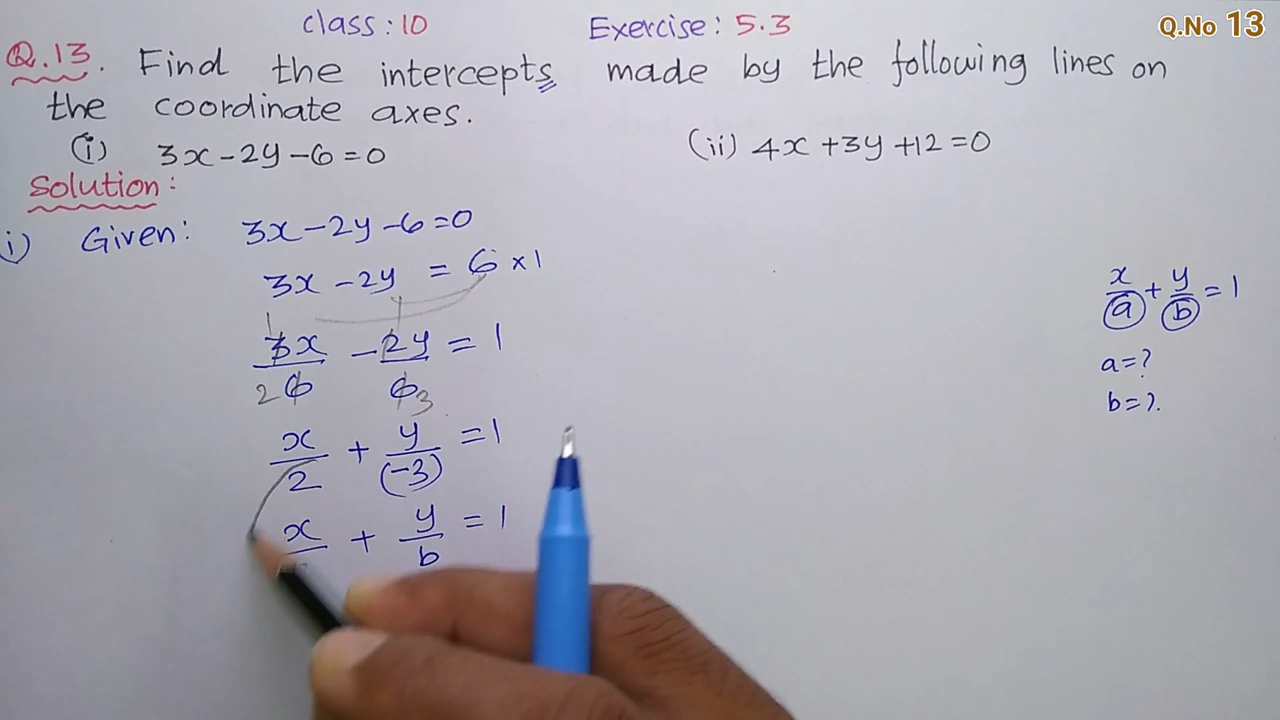 class: 10 Exercise: 5.3 Q.No 13
Q.13. Find the intercepts made by the following lines on
the coordinate axes.
(i) 3x-2y-6=0 (ii) 4x+3y+12=0
Solution:
i) Given: 3x-2y-6=0
3x-2y = 6×1
3x/6 - 2y/6 = 1
x/2 + y/(-3) = 1
x/ + y/b = 1
x/a + y/b = 1
a=?
b=?.